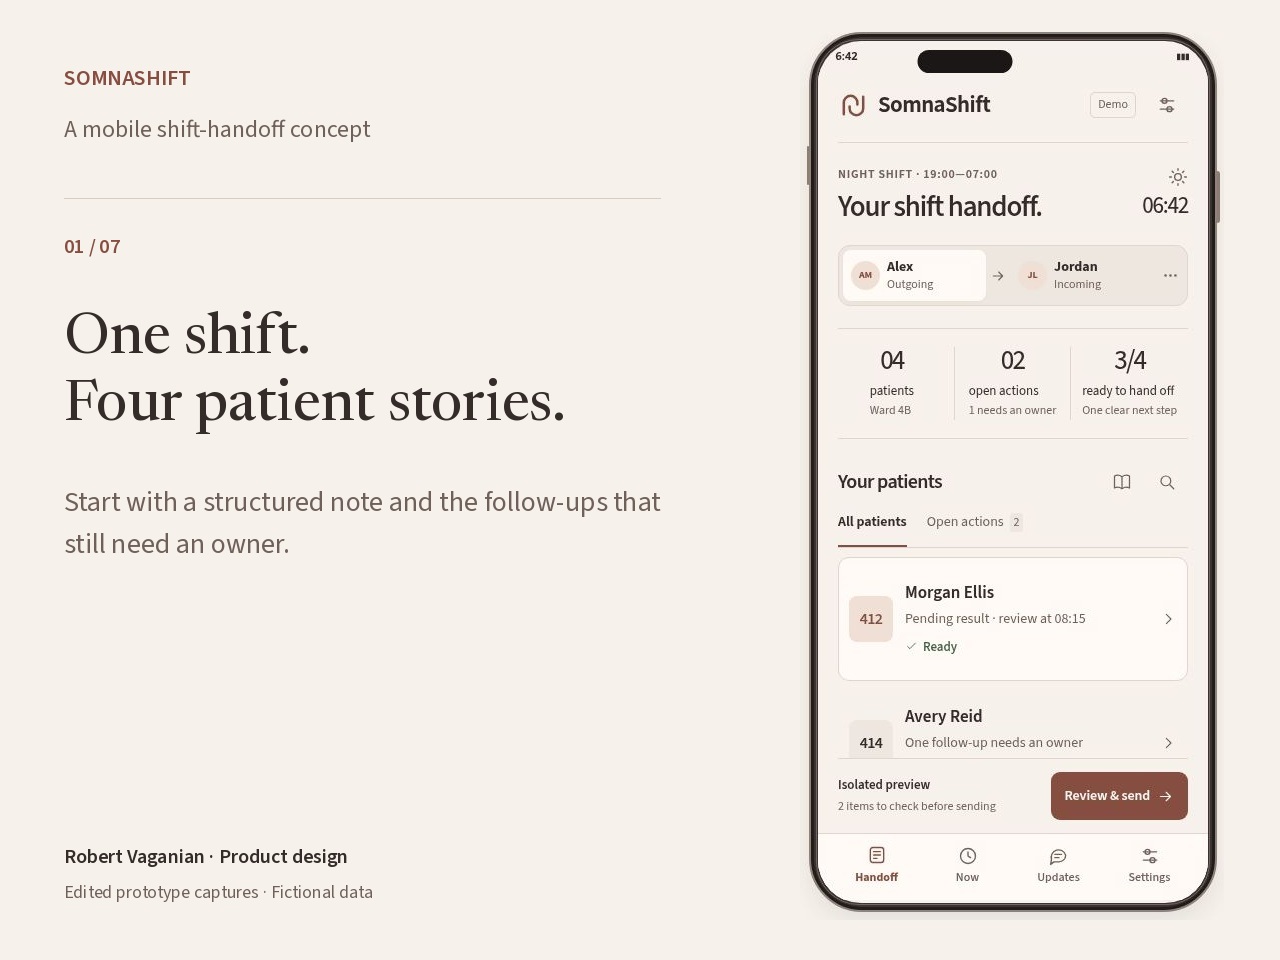 SOMNASHIFT
A mobile shift-handoff concept
01 / 07
One shift.
Four patient stories.
Start with a structured note and the follow-ups that
still need an owner.
Robert Vaganian · Product design
Edited prototype captures · Fictional data
6:42
SomnaShift
Demo
NIGHT SHIFT · 19:00—07:00
Your shift handoff.
06:42
AM
Alex
Outgoing
JL
Jordan
Incoming
04
patients
Ward 4B
02
open actions
1 needs an owner
3/4
ready to hand off
One clear next step
Your patients
All patients
Open actions 2
412
Morgan Ellis
Pending result · review at 08:15
Ready
414
Avery Reid
One follow-up needs an owner
Isolated preview
2 items to check before sending
Review & send
Handoff
Now
Updates
Settings